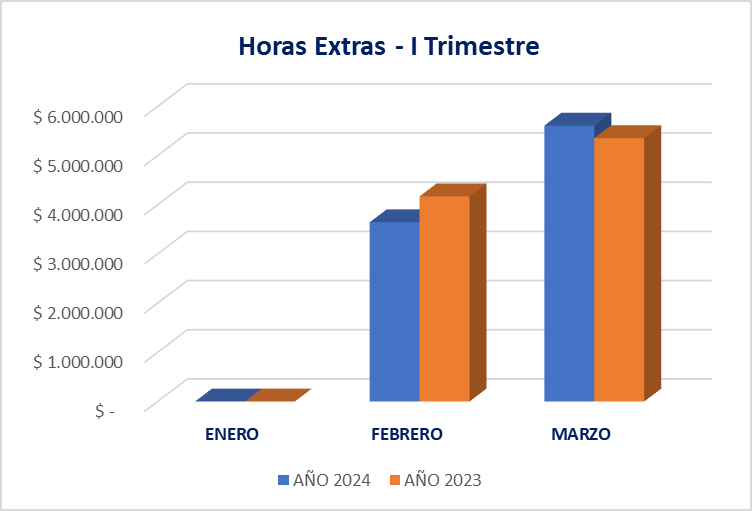 Horas Extras - I Trimestre
$ 6.000.000
$ 5.000.000
$ 4.000.000
$ 3.000.000
$ 2.000.000
$ 1.000.000
$ -
ENERO FEBRERO MARZO
AÑO 2024 AÑO 2023